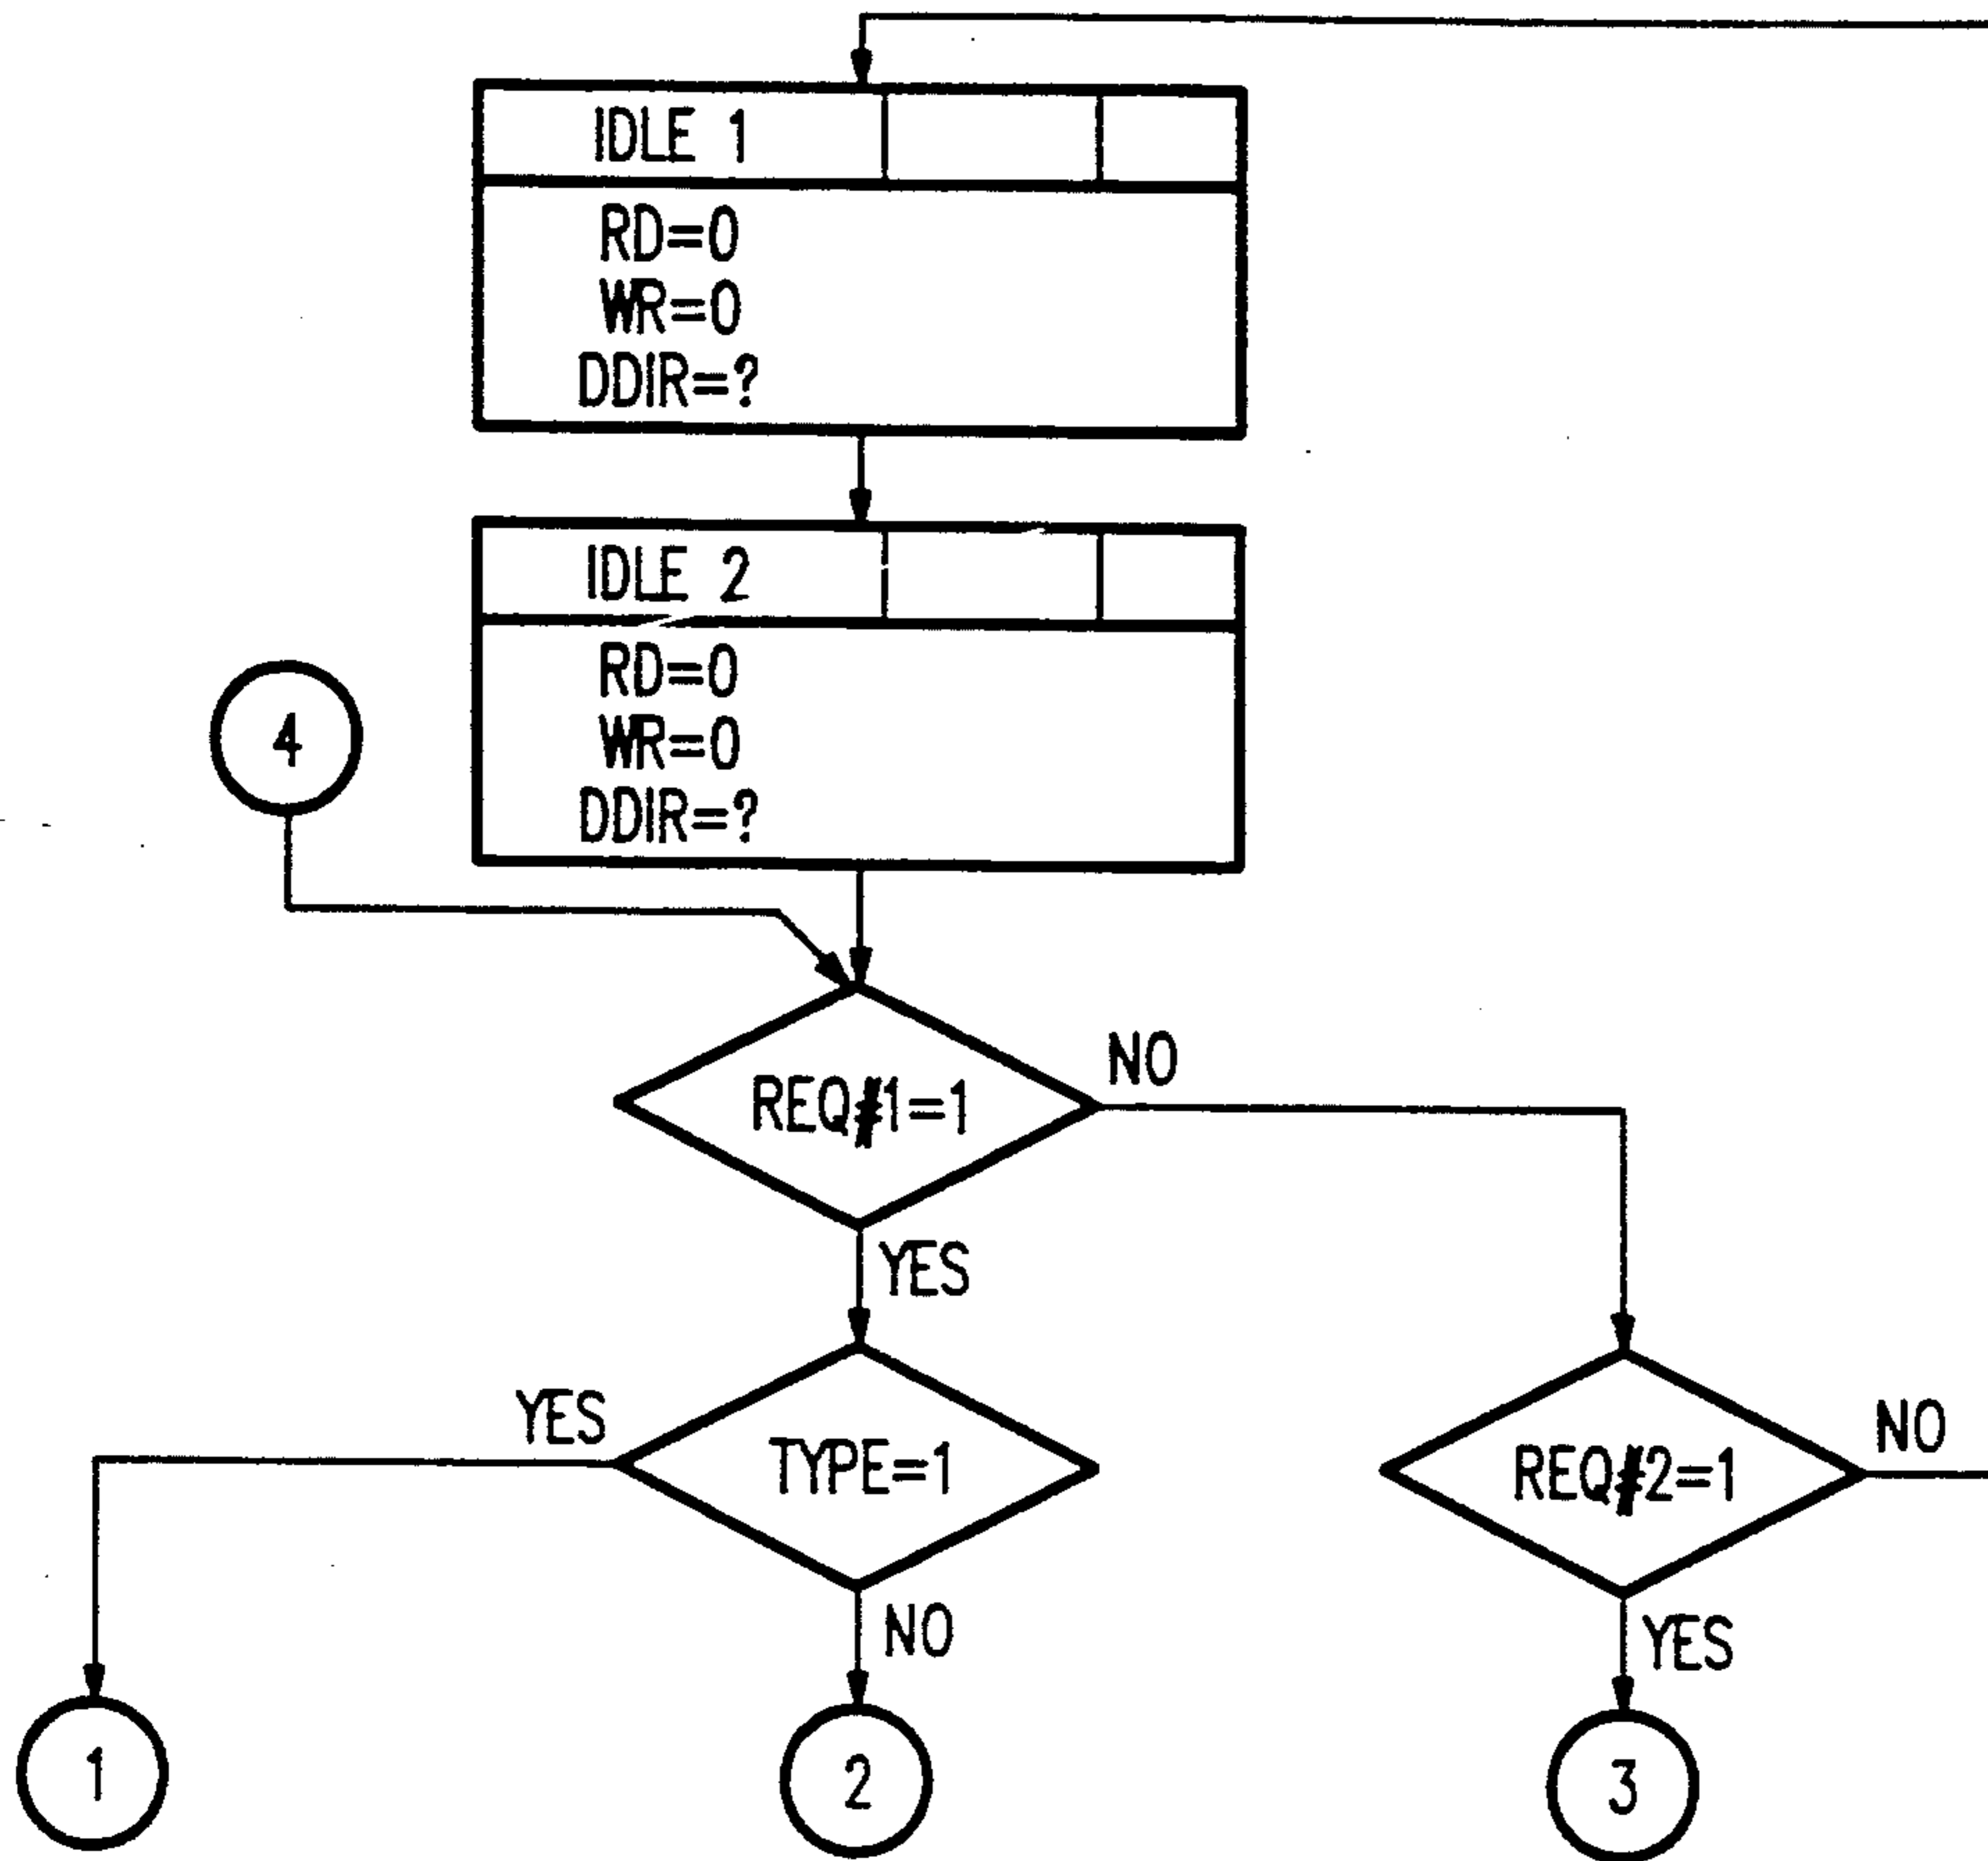 IDLE 1
RD=0
WR=0
DDIR=?
IDLE 2
RD=0
WR=0
DDIR=?
4
REQ#1=1
NO
YES
TYPE=1
YES
NO
REQ#2=1
NO
YES
1
2
3